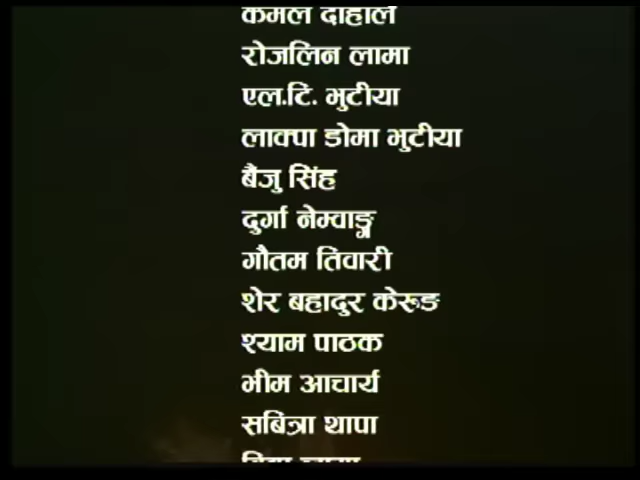 कमल दाहाल
रोजलिन लामा
एल.टि. भुटीया
लाक्पा डोमा भुटीया
बैजु सिंह
दुर्गा नेम्वाङ्ग
गौतम तिवारी
शेर बहादुर केरुङ
श्याम पाठक
भीम आचार्य
सबित्रा थापा